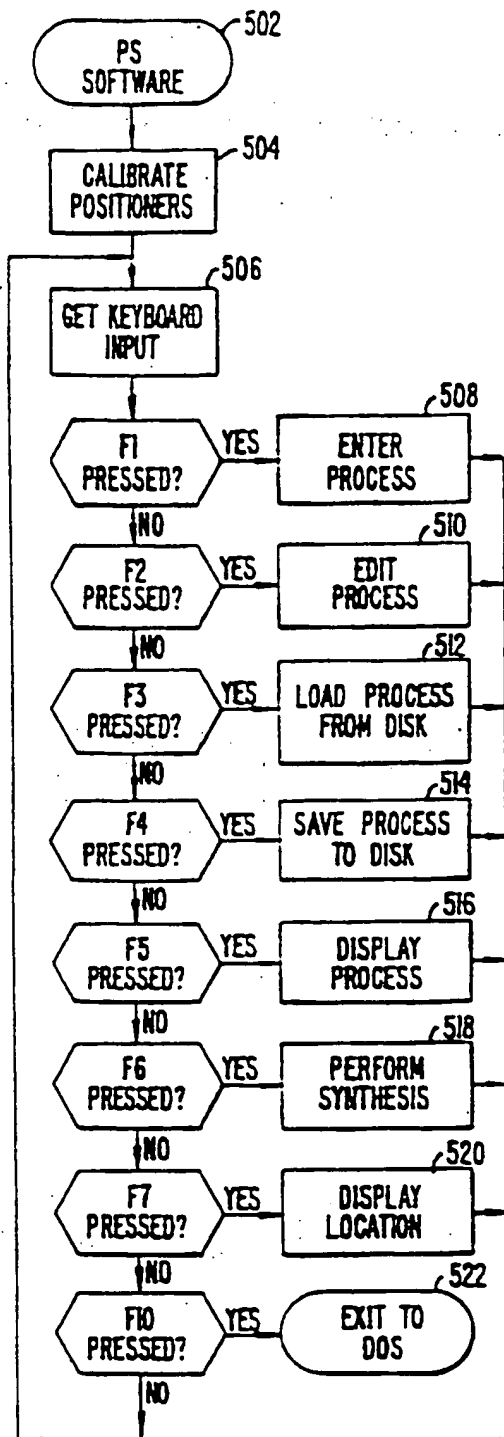 502
PS
SOFTWARE
504
CALIBRATE
POSITIONERS
506
GET KEYBOARD
INPUT
508
F1
PRESSED?
YES
ENTER
PROCESS
NO
510
F2
PRESSED?
YES
EDIT
PROCESS
NO
512
F3
PRESSED?
YES
LOAD PROCESS
FROM DISK
NO
514
F4
PRESSED?
YES
SAVE PROCESS
TO DISK
NO
516
F5
PRESSED?
YES
DISPLAY
PROCESS
NO
518
F6
PRESSED?
YES
PERFORM
SYNTHESIS
NO
520
F7
PRESSED?
YES
DISPLAY
LOCATION
NO
522
F10
PRESSED?
YES
EXIT TO
DOS
NO